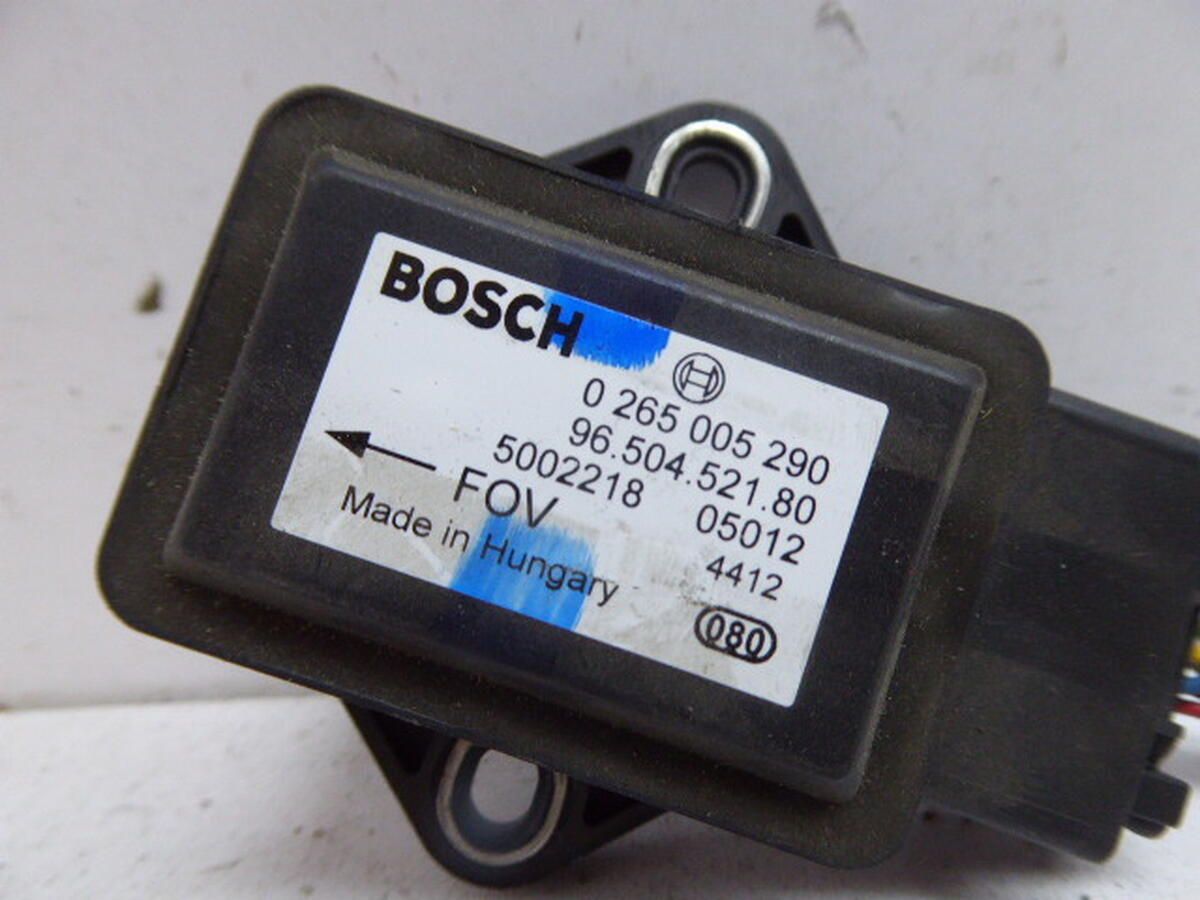 BOSCH
0 265 005 290
96.504.521.80
5002218 05012
FOV 4412
Made in Hungary
080